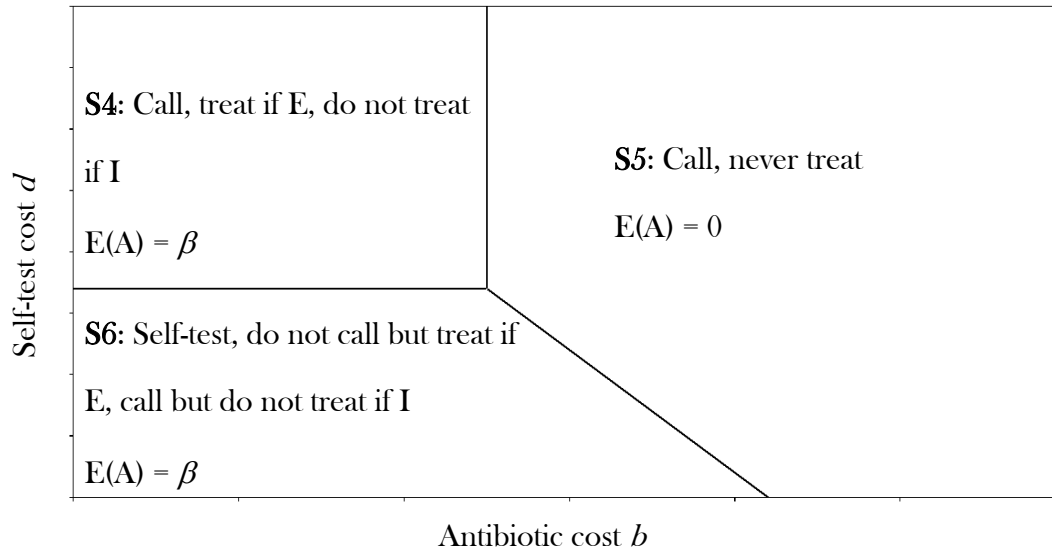 S4: Call, treat if E, do not treat
if I
E(A) = β
S5: Call, never treat
E(A) = 0
S6: Self-test, do not call but treat if
E, call but do not treat if I
E(A) = β
Self-test cost d
Antibiotic cost b